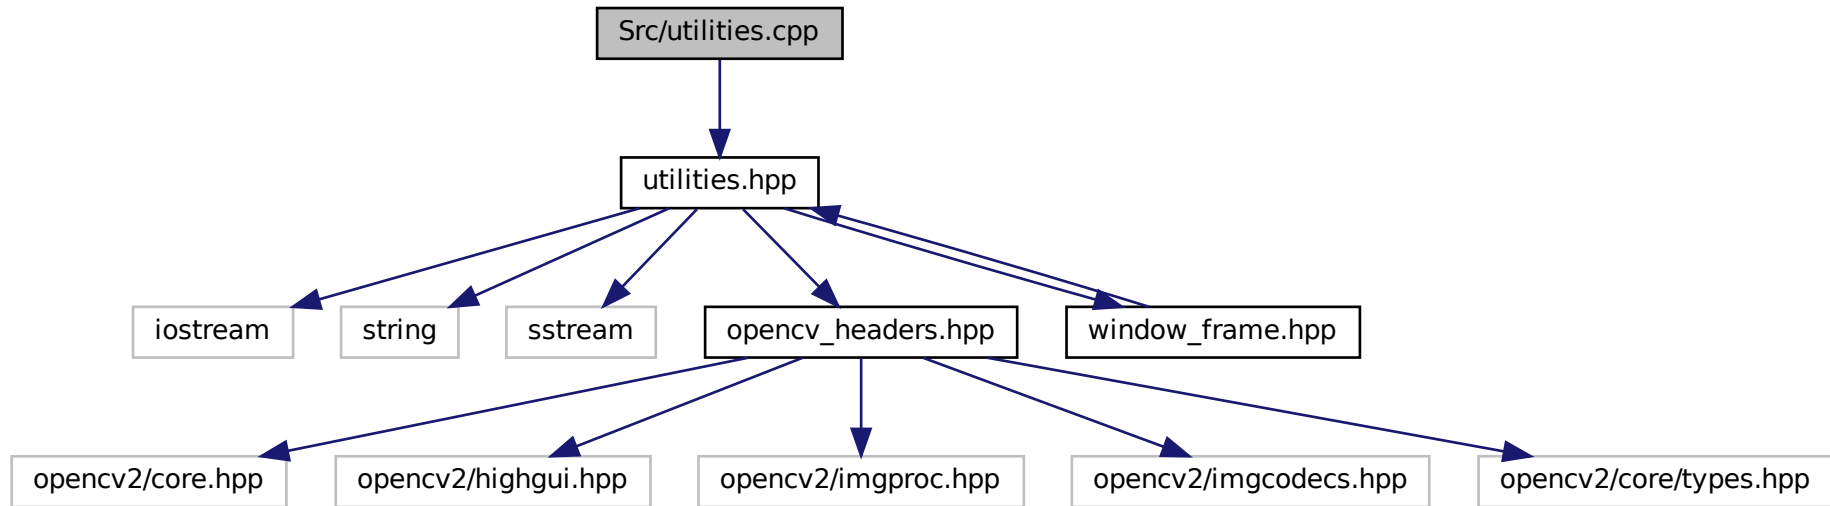 Src/utilities.cpp
utilities.hpp
iostream
string
sstream
opencv_headers.hpp
window_frame.hpp
opencv2/core.hpp
opencv2/highgui.hpp
opencv2/imgproc.hpp
opencv2/imgcodecs.hpp
opencv2/core/types.hpp